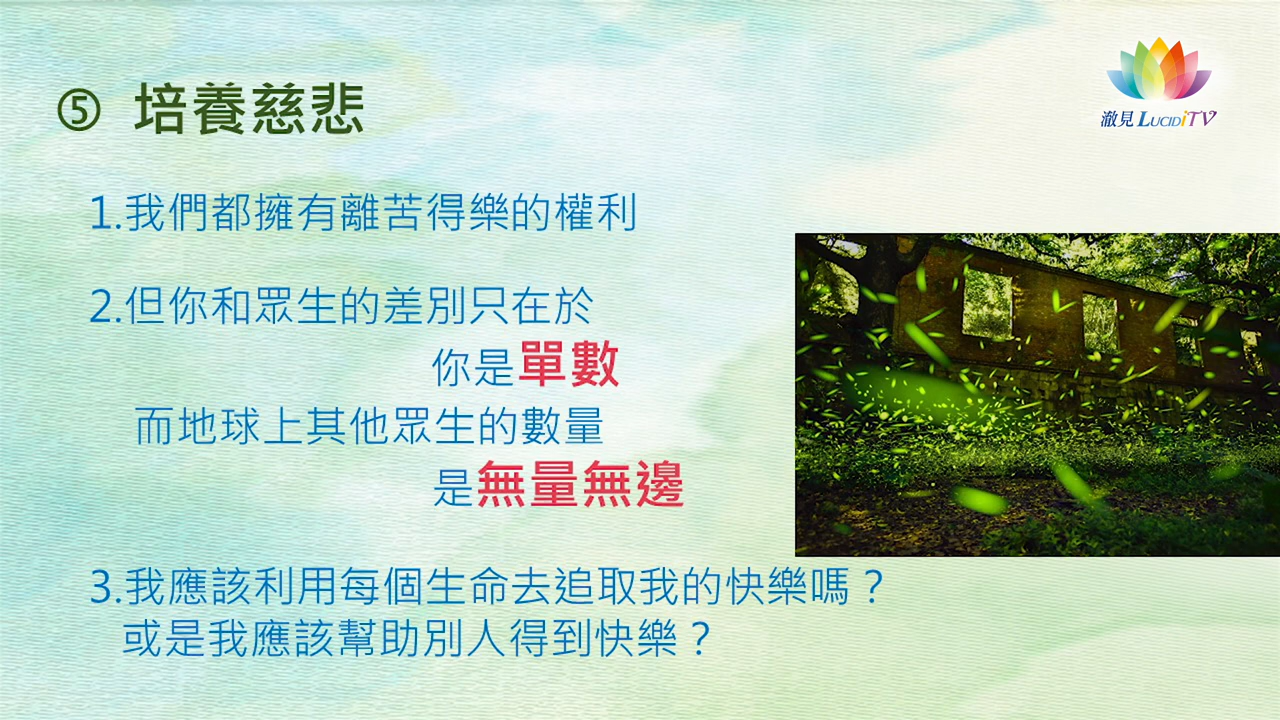 ⑤ 培養慈悲
澈見 LUCIDiTV
1.我們都擁有離苦得樂的權利
2.但你和眾生的差別只在於
你是單數
而地球上其他眾生的數量
是無量無邊
3.我應該利用每個生命去追取我的快樂嗎？
或是我應該幫助別人得到快樂？